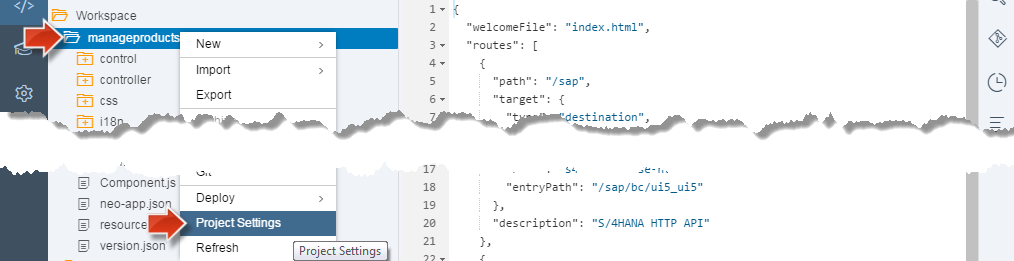 Workspace
manageproducts
control
controller
css
i18n
New
Import
Export
1 {
2 "welcomeFile": "index.html",
3 "routes": [
4 {
5 "path": "/sap",
6 "target": {
7 "destination",
Component.js
neo-app.json
resource
version.json
Git
Deploy
Project Settings
Refresh
Project Settings
17
18 "entryPath": "/sap/bc/ui5_ui5"
19 },
20 "description": "S/4HANA HTTP API"
21 },
22 {